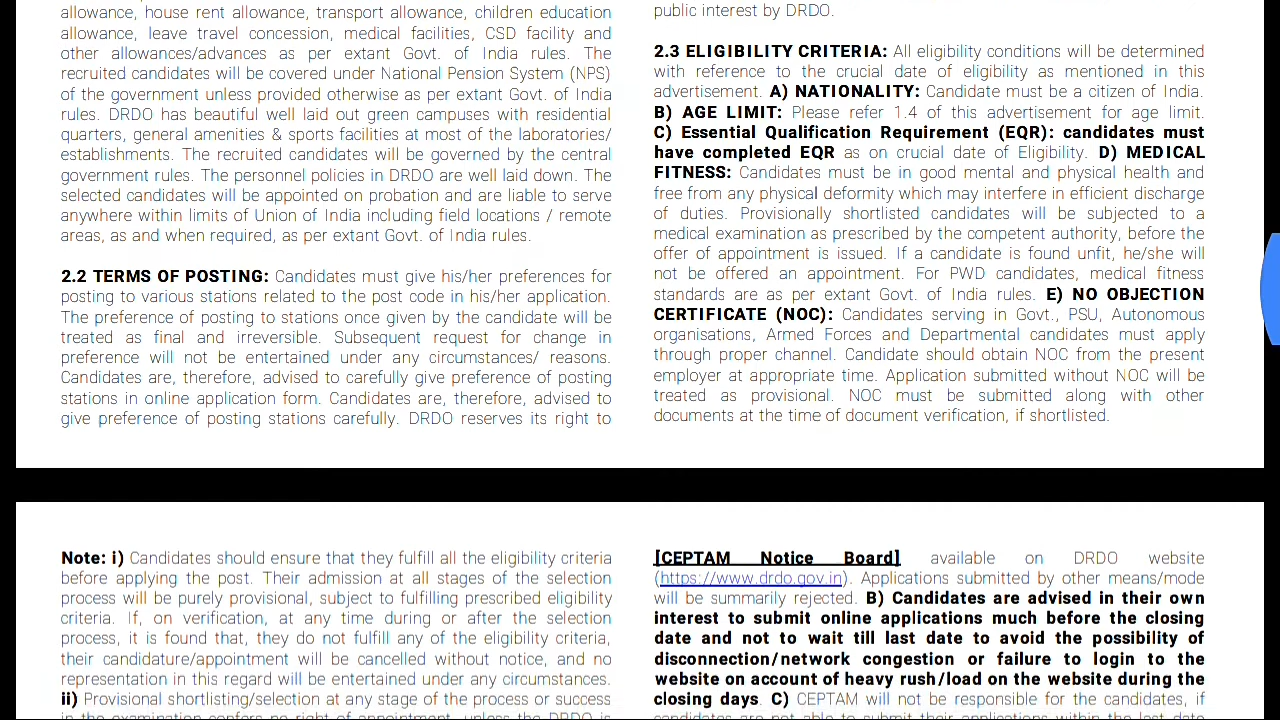 allowance, house rent allowance, transport allowance, children education
allowance, leave travel concession, medical facilities, CSD facility and
other allowances/advances as per extant Govt. of India rules. The
recruited candidates will be covered under National Pension System (NPS)
of the government unless provided otherwise as per extant Govt. of India
rules. DRDO has beautiful well laid out green campuses with residential
quarters, general amenities & sports facilities at most of the laboratories/
establishments. The recruited candidates will be governed by the central
government rules. The personnel policies in DRDO are well laid down. The
selected candidates will be appointed on probation and are liable to serve
anywhere within limits of Union of India including field locations / remote
areas, as and when required, as per extant Govt. of India rules.
2.2 TERMS OF POSTING: Candidates must give his/her preferences for
posting to various stations related to the post code in his/her application.
The preference of posting to stations once given by the candidate will be
treated as final and irreversible. Subsequent request for change in
preference will not be entertained under any circumstances/ reasons.
Candidates are, therefore, advised to carefully give preference of posting
stations in online application form. Candidates are, therefore, advised to
give preference of posting stations carefully. DRDO reserves its right to
public interest by DRDO.
2.3 ELIGIBILITY CRITERIA: All eligibility conditions will be determined
with reference to the crucial date of eligibility as mentioned in this
advertisement. A) NATIONALITY: Candidate must be a citizen of India.
B) AGE LIMIT: Please refer 1.4 of this advertisement for age limit.
C) Essential Qualification Requirement (EQR): candidates must
have completed EQR as on crucial date of Eligibility. D) MEDICAL
FITNESS: Candidates must be in good mental and physical health and
free from any physical deformity which may interfere in efficient discharge
of duties. Provisionally shortlisted candidates will be subjected to a
medical examination as prescribed by the competent authority, before the
offer of appointment is issued. If a candidate is found unfit, he/she will
not be offered an appointment. For PWD candidates, medical fitness
standards are as per extant Govt. of India rules. E) NO OBJECTION
CERTIFICATE (NOC): Candidates serving in Govt., PSU, Autonomous
organisations, Armed Forces and Departmental candidates must apply
through proper channel. Candidate should obtain NOC from the present
employer at appropriate time. Application submitted without NOC will be
treated as provisional. NOC must be submitted along with other
documents at the time of document verification, if shortlisted.
Note: i) Candidates should ensure that they fulfill all the eligibility criteria
before applying the post. Their admission at all stages of the selection
process will be purely provisional, subject to fulfilling prescribed eligibility
criteria. If, on verification, at any time during or after the selection
process, it is found that, they do not fulfill any of the eligibility criteria,
their candidature/appointment will be cancelled without notice, and no
representation in this regard will be entertained under any circumstances.
ii) Provisional shortlisting/selection at any stage of the process or success
in the examination confers no right of appointment, unless the DRDO is
[CEPTAM Notice Board] available on DRDO website
(https://www.drdo.gov.in). Applications submitted by other means/mode
will be summarily rejected. B) Candidates are advised in their own
interest to submit online applications much before the closing
date and not to wait till last date to avoid the possibility of
disconnection/network congestion or failure to login to the
website on account of heavy rush/load on the website during the
closing days. C) CEPTAM will not be responsible for the candidates, if
candidates are not able to submit their applications within the last date